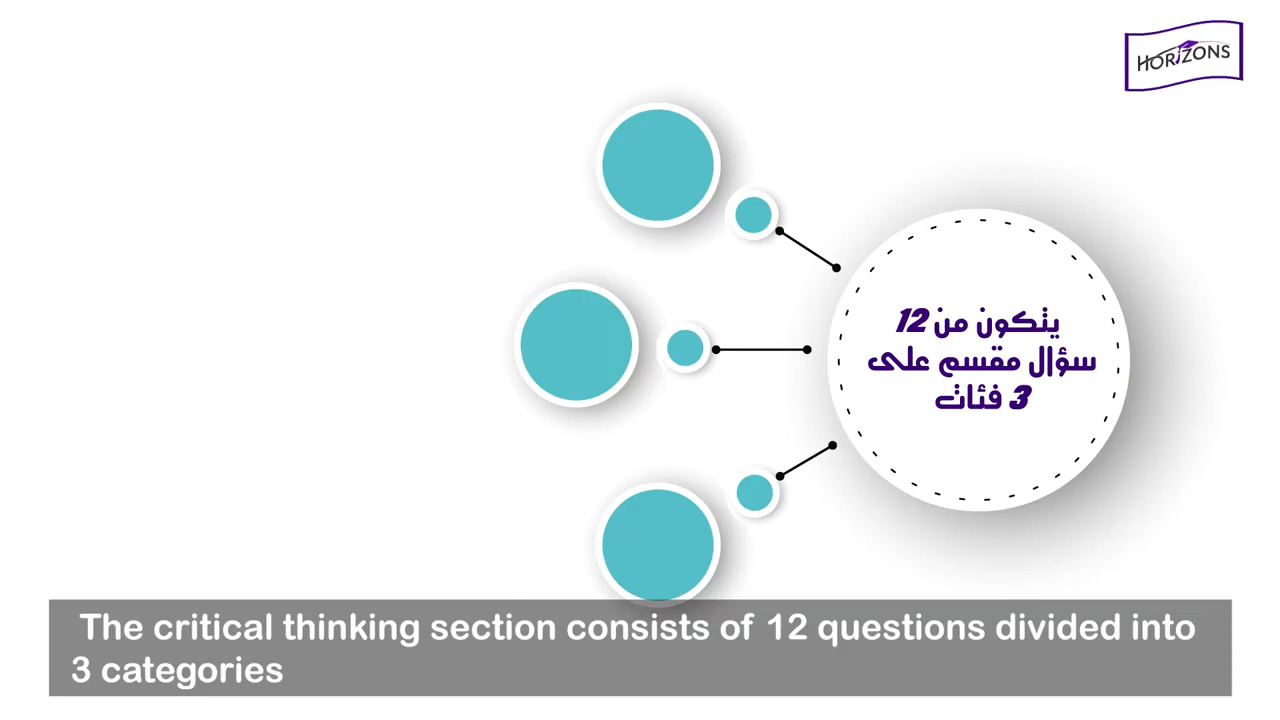 HORIZONS
يتكون من 12
سؤال مقسم على
3 فئات
The critical thinking section consists of 12 questions divided into
3 categories